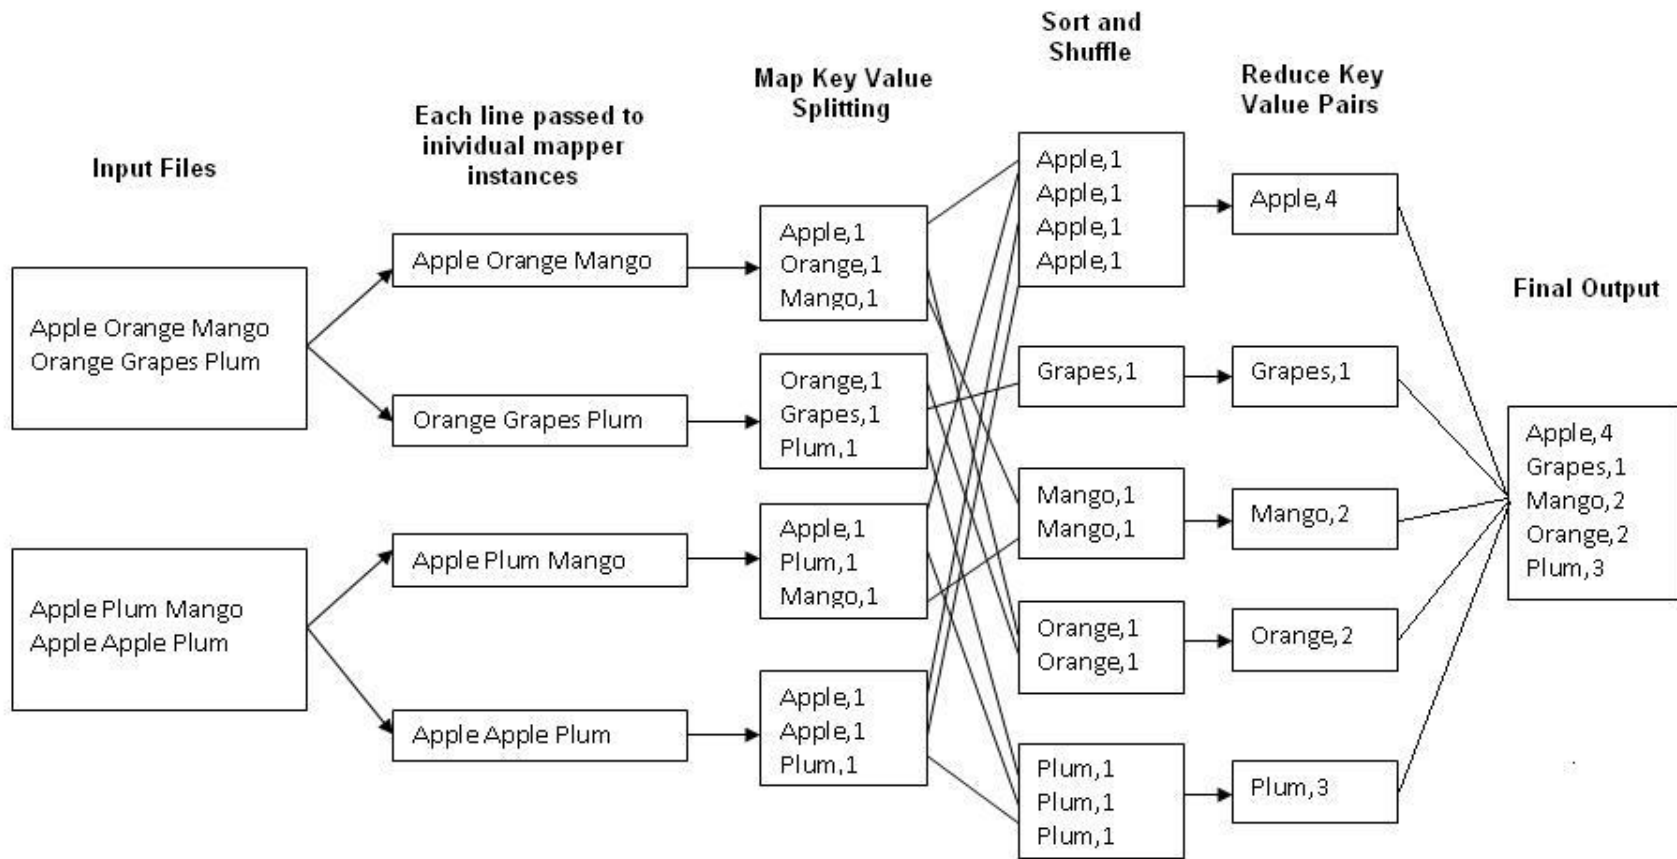 Input Files
Each line passed to
inividual mapper
instances
Map Key Value
Splitting
Sort and
Shuffle
Reduce Key
Value Pairs
Final Output
Apple Orange Mango
Orange Grapes Plum
Apple Plum Mango
Apple Apple Plum
Apple Orange Mango
Orange Grapes Plum
Apple Plum Mango
Apple Apple Plum
Apple,1
Orange,1
Mango,1
Orange,1
Grapes,1
Plum,1
Apple,1
Plum,1
Mango,1
Apple,1
Apple,1
Plum,1
Apple,1
Apple,1
Apple,1
Apple,1
Grapes,1
Mango,1
Mango,1
Orange,1
Orange,1
Plum,1
Plum,1
Plum,1
Apple,4
Grapes,1
Mango,2
Orange,2
Plum,3
Apple,4
Grapes,1
Mango,2
Orange,2
Plum,3